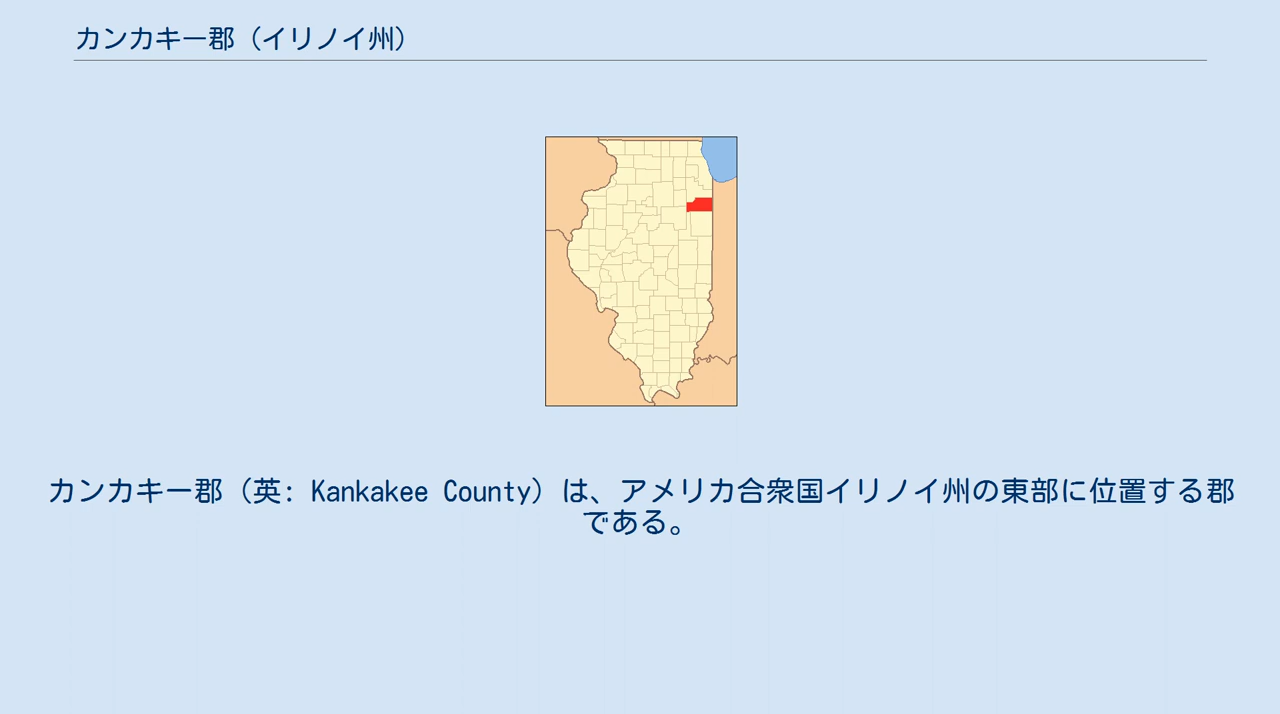 カンカキー郡（イリノイ州）
カンカキー郡（英: Kankakee County）は、アメリカ合衆国イリノイ州の東部に位置する郡
である。